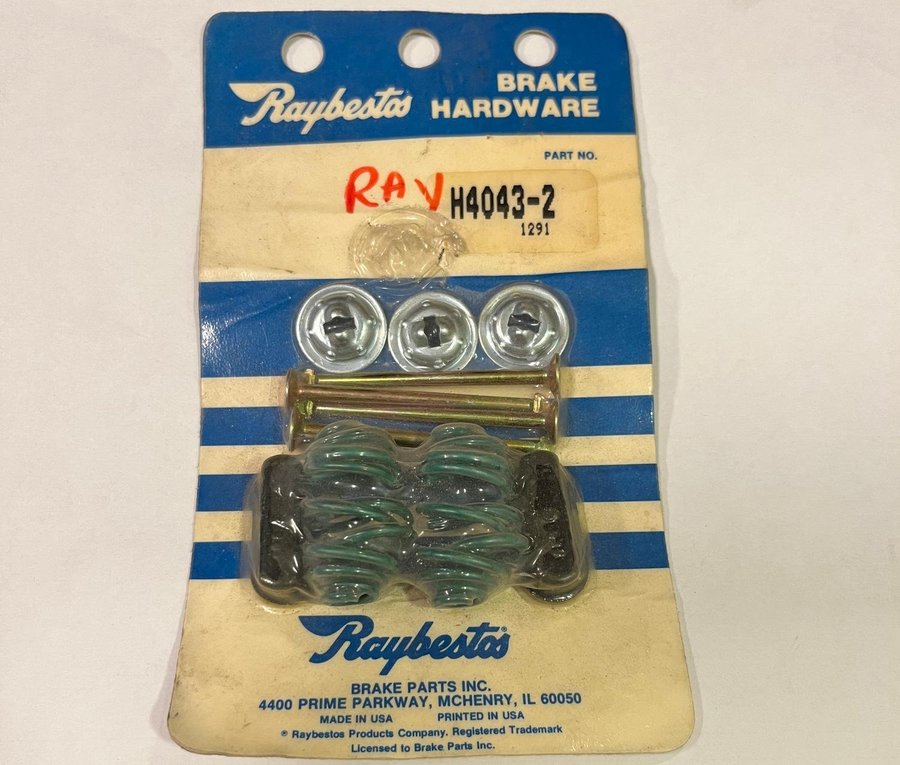 Raybestos
BRAKE
HARDWARE
PART NO.
RAV H4043-2
1291
Raybestos®
BRAKE PARTS INC.
4400 PRIME PARKWAY, MCHENRY, IL 60050
MADE IN USA PRINTED IN USA
® Raybestos Products Company. Registered Trademark
Licensed to Brake Parts Inc.